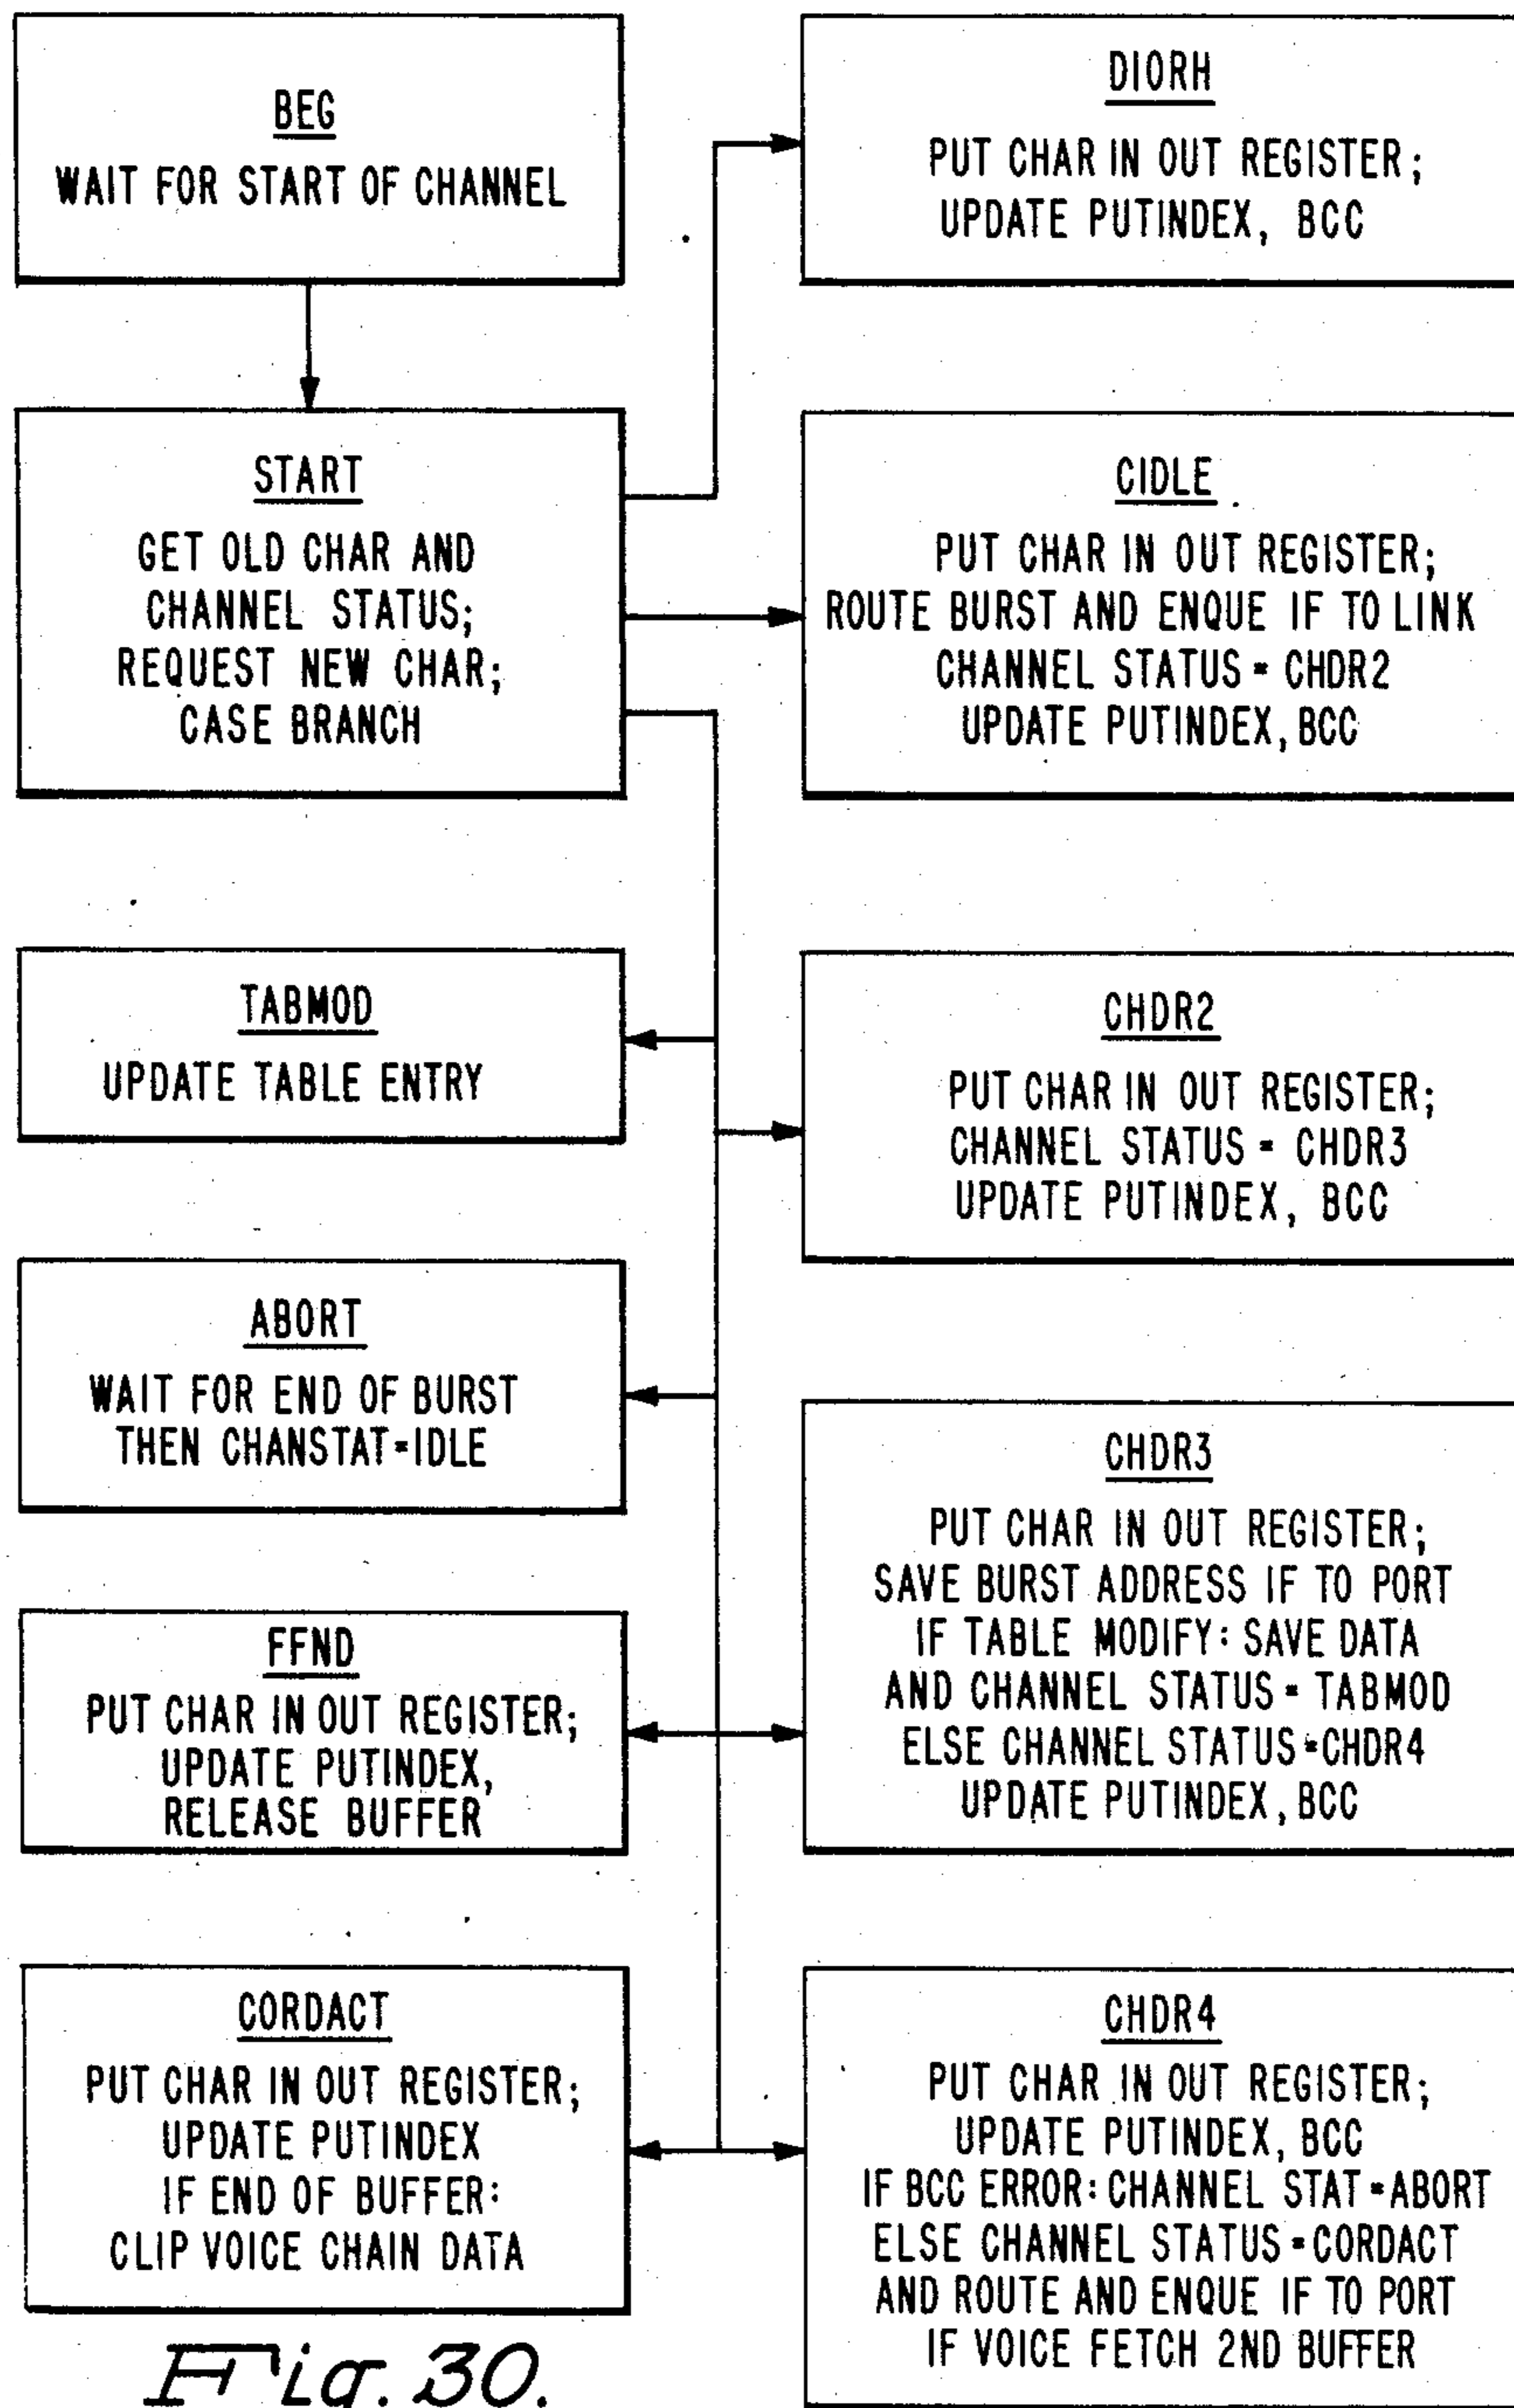 BEG
WAIT FOR START OF CHANNEL
DIORH
PUT CHAR IN OUT REGISTER;
UPDATE PUTINDEX, BCC
START
GET OLD CHAR AND
CHANNEL STATUS;
REQUEST NEW CHAR;
CASE BRANCH
CIDLE
PUT CHAR IN OUT REGISTER;
ROUTE BURST AND ENQUE IF TO LINK
CHANNEL STATUS = CHDR2
UPDATE PUTINDEX, BCC
TABMOD
UPDATE TABLE ENTRY
CHDR2
PUT CHAR IN OUT REGISTER;
CHANNEL STATUS = CHDR3
UPDATE PUTINDEX, BCC
ABORT
WAIT FOR END OF BURST
THEN CHANSTAT=IDLE
CHDR3
PUT CHAR IN OUT REGISTER;
SAVE BURST ADDRESS IF TO PORT
IF TABLE MODIFY: SAVE DATA
AND CHANNEL STATUS = TABMOD
ELSE CHANNEL STATUS=CHDR4
UPDATE PUTINDEX, BCC
FFND
PUT CHAR IN OUT REGISTER;
UPDATE PUTINDEX,
RELEASE BUFFER
CORDACT
PUT CHAR IN OUT REGISTER;
UPDATE PUTINDEX
IF END OF BUFFER:
CLIP VOICE CHAIN DATA
CHDR4
PUT CHAR IN OUT REGISTER;
UPDATE PUTINDEX, BCC
IF BCC ERROR: CHANNEL STAT=ABORT
ELSE CHANNEL STATUS=CORDACT
AND ROUTE AND ENQUE IF TO PORT
IF VOICE FETCH 2ND BUFFER
Fig. 30.